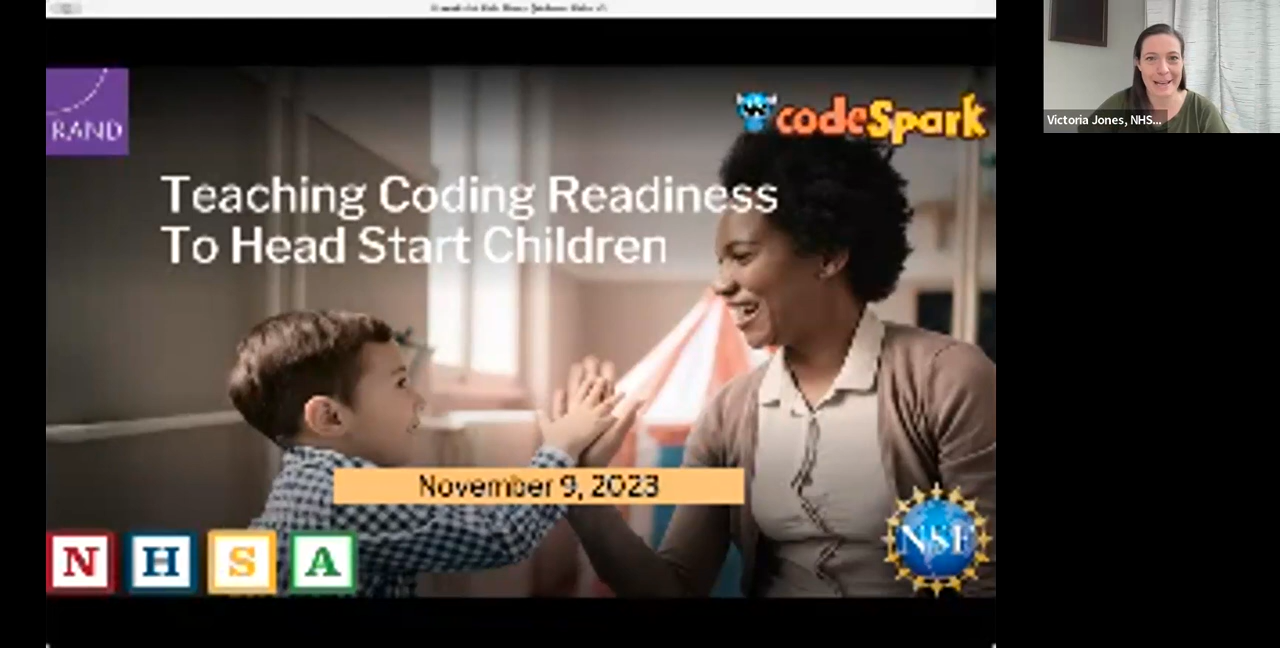 RAND
codeSpark
Teaching Coding Readiness
To Head Start Children
November 9, 2023
N H S A
NSF
Victoria Jones, NHS...